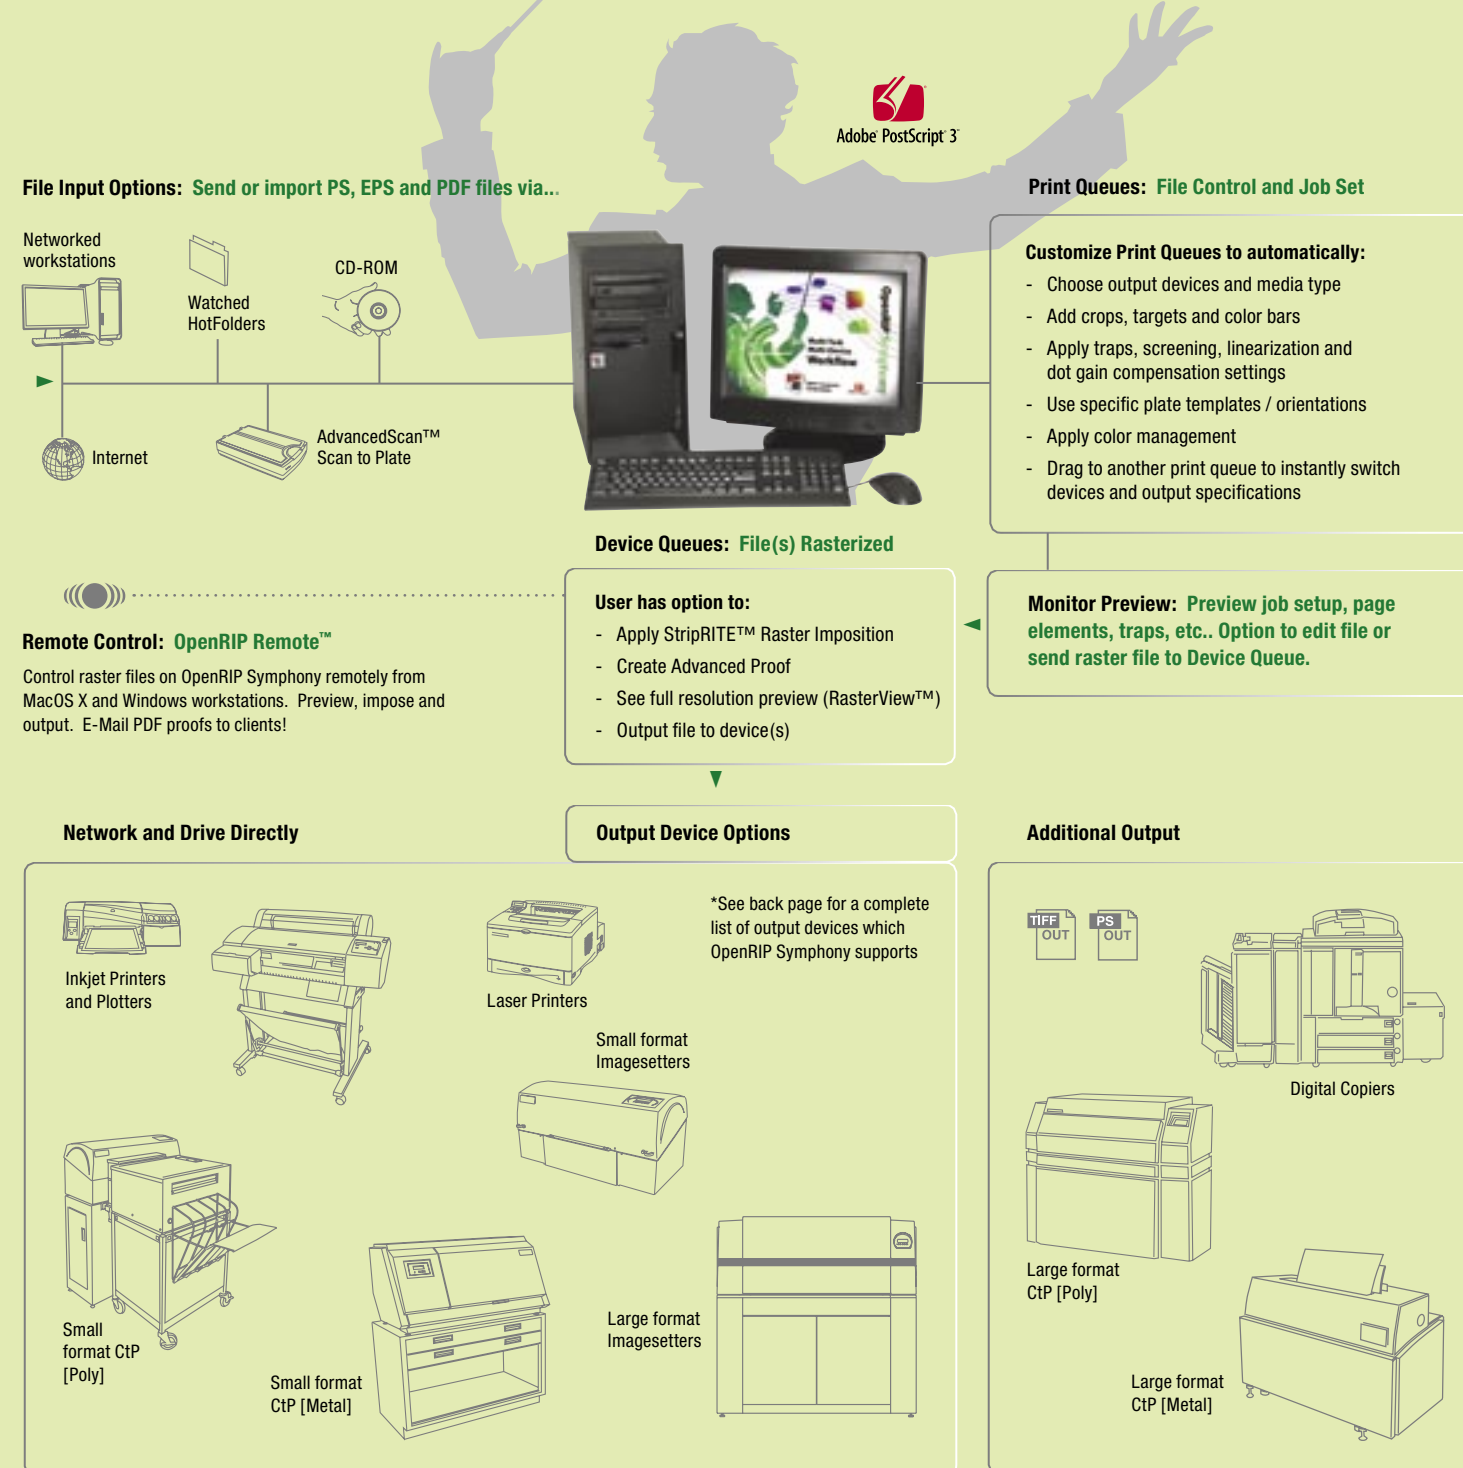 Adobe® PostScript® 3™
File Input Options: Send or import PS, EPS and PDF files via...
Networked
workstations
Watched
HotFolders
CD-ROM
Internet
AdvancedScan™
Scan to Plate
Print Queues: File Control and Job Set
Customize Print Queues to automatically:
- Choose output devices and media type
- Add crops, targets and color bars
- Apply traps, screening, linearization and
dot gain compensation settings
- Use specific plate templates / orientations
- Apply color management
- Drag to another print queue to instantly switch
devices and output specifications
Monitor Preview: Preview job setup, page
elements, traps, etc.. Option to edit file or
send raster file to Device Queue.
Device Queues: File(s) Rasterized
User has option to:
- Apply StripRITE™ Raster Imposition
- Create Advanced Proof
- See full resolution preview (RasterView™)
- Output file to device(s)
Remote Control: OpenRIP Remote™
Control raster files on OpenRIP Symphony remotely from
MacOS X and Windows workstations. Preview, impose and
output. E-Mail PDF proofs to clients!
Network and Drive Directly
Output Device Options
Additional Output
Inkjet Printers
and Plotters
Laser Printers
*See back page for a complete
list of output devices which
OpenRIP Symphony supports
Small format
Imagesetters
Small
format CtP
[Poly]
Small format
CtP [Metal]
Large format
Imagesetters
TIFF
OUT
PS
OUT
Digital Copiers
Large format
CtP [Poly]
Large format
CtP [Metal]